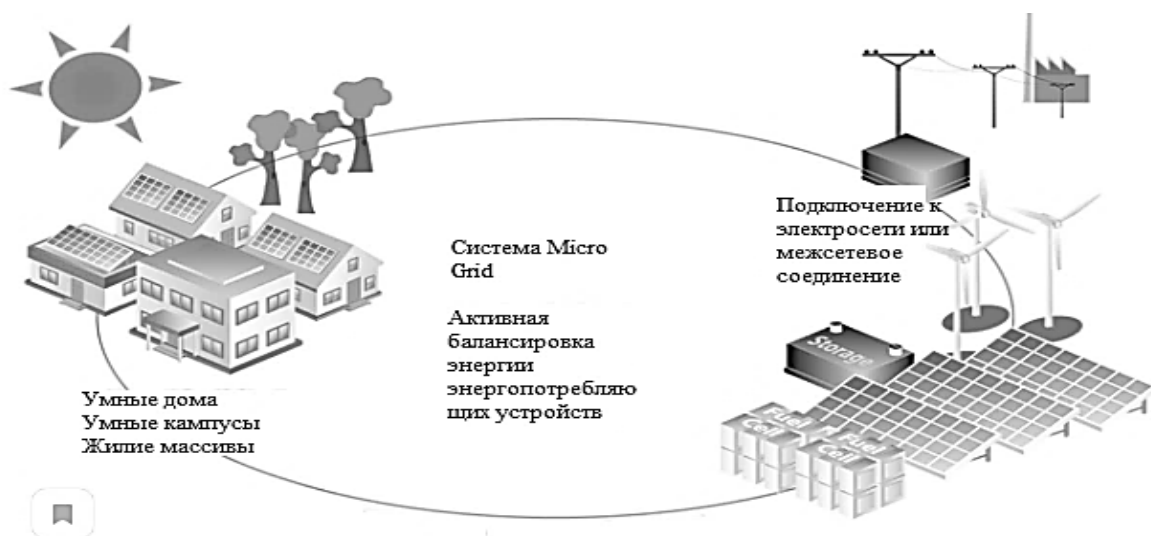 Подключение к
электросети или
межсетевое
соединение
Система Micro
Grid
Активная
балансировка
энергии
энергопотребляю
щих устройств
Storage
Умные дома
Умные кампусы
Жилие массивы
Fuel
Cell
Fuel
Cell